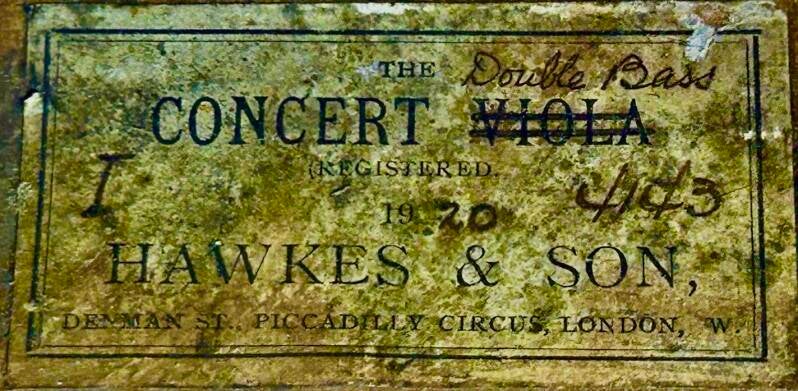 THE Double Bass
CONCERT VIOLA
(REGISTERED.
I 1920 4143
HAWKES & SON,
DENMAN ST., PICCADILLY CIRCUS, LONDON, W.